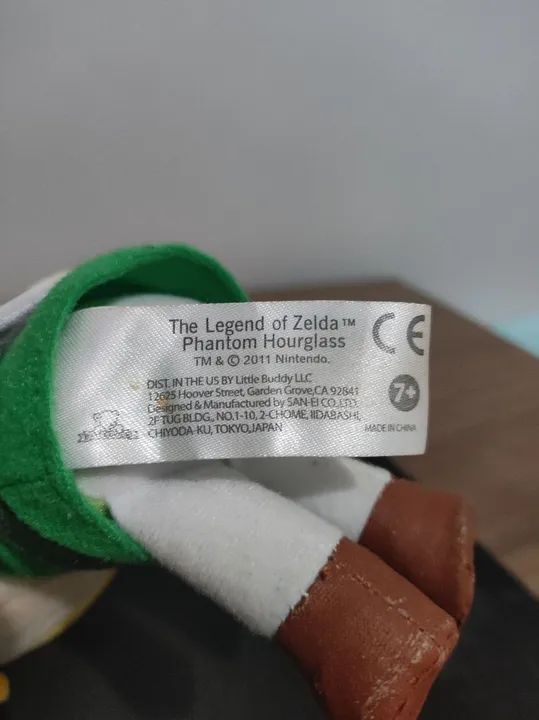 The Legend of Zelda™
Phantom Hourglass
TM & © 2011 Nintendo.
CE
DIST. IN THE US BY Little Buddy LLC
12625 Hoover Street, Garden Grove,CA 92841
Designed & Manufactured by SAN-EI CO.,LTD.
2F TUG BLDG, NO.1-10, 2-CHOME, IIDABASHI,
CHIYODA-KU, TOKYO,JAPAN
7+
MADE IN CHINA